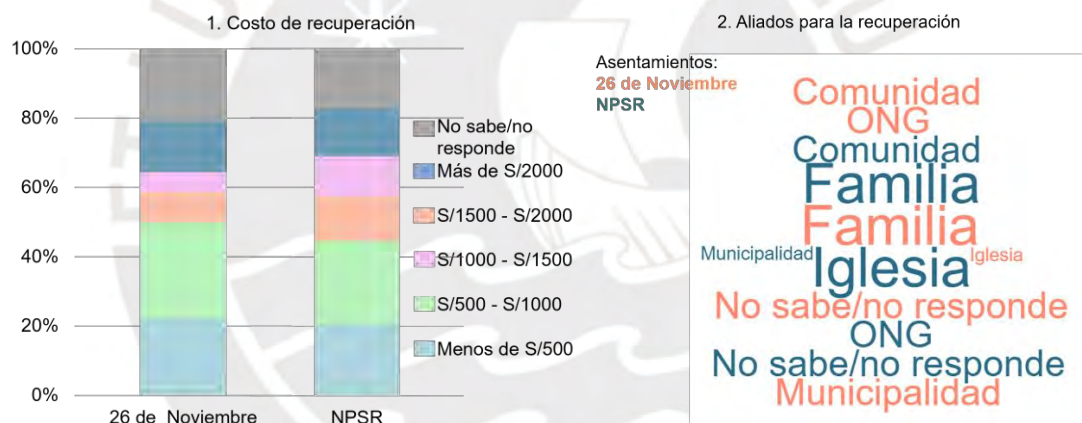 1. Costo de recuperación
100%
80%
60%
40%
20%
0%
26 de Noviembre
NPSR
No sabe/no
responde
Más de S/2000
S/1500 - S/2000
S/1000 - S/1500
S/500 - S/1000
Menos de S/500
2. Aliados para la recuperación
Asentamientos:
26 de Noviembre
NPSR
Comunidad
ONG
Comunidad
Familia
Familia
Municipalidad
Iglesia
Iglesia
No sabe/no responde
ONG
No sabe/no responde
Municipalidad